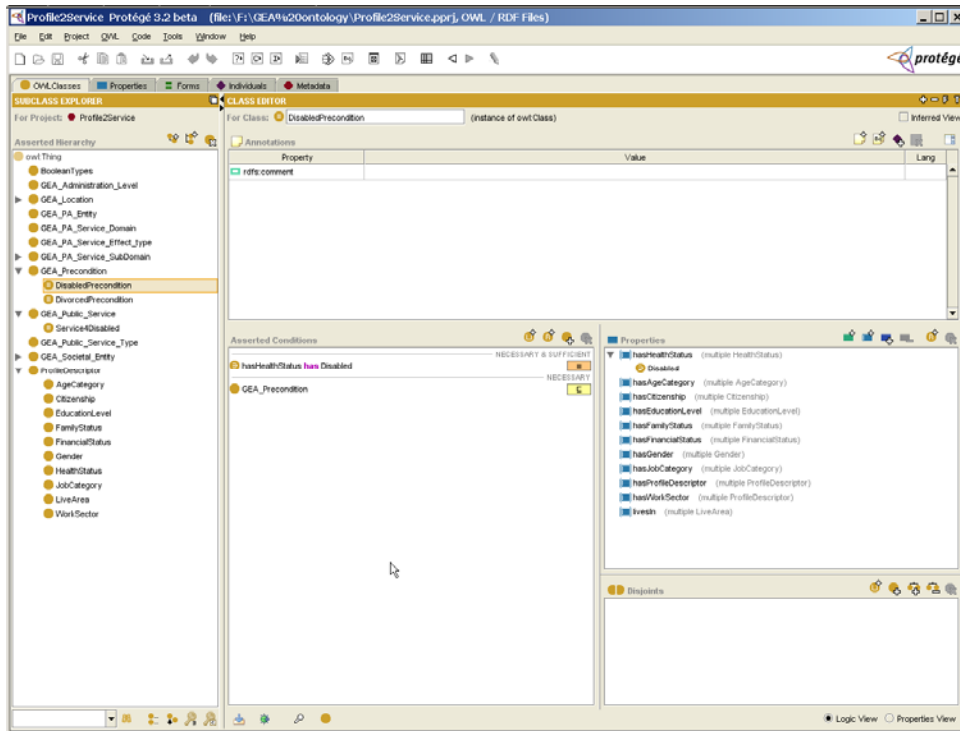 Profile2Service Protégé 3.2 beta (file:\F:\GEA%20ontology\Profile2Service.pprj, OWL / RDF Files)
File Edit Project OWL Code Tools Window Help
protégé
OWLClasses Properties Forms Individuals Metadata
SUBCLASS EXPLORER
CLASS EDITOR
For Project: Profile2Service
For Class: DisabledPrecondition (instance of owl:Class) Inferred View
Asserted Hierarchy
Annotations
Property Value Lang
rdfs:comment
owl:Thing
BooleanTypes
GEA_Administration_Level
GEA_Location
GEA_PA_Entity
GEA_PA_Service_Domain
GEA_PA_Service_Effect_type
GEA_PA_Service_SubDomain
GEA_Precondition
DisabledPrecondition
DivorcedPrecondition
GEA_Public_Service
Service4Disabled
GEA_Public_Service_Type
GEA_Societal_Entity
ProfileDescriptor
AgeCategory
Citizenship
EducationLevel
FamilyStatus
FinancialStatus
Gender
HealthStatus
JobCategory
LiveArea
WorkSector
Asserted Conditions
NECESSARY & SUFFICIENT
hasHealthStatus has Disabled
NECESSARY
GEA_Precondition
Properties
hasHealthStatus (multiple HealthStatus)
Disabled
hasAgeCategory (multiple AgeCategory)
hasCitizenship (multiple Citizenship)
hasEducationLevel (multiple EducationLevel)
hasFamilyStatus (multiple FamilyStatus)
hasFinancialStatus (multiple FinancialStatus)
hasGender (multiple Gender)
hasJobCategory (multiple JobCategory)
hasProfileDescriptor (multiple ProfileDescriptor)
hasWorkSector (multiple ProfileDescriptor)
livesIn (multiple LiveArea)
Disjoints
Logic View Properties View